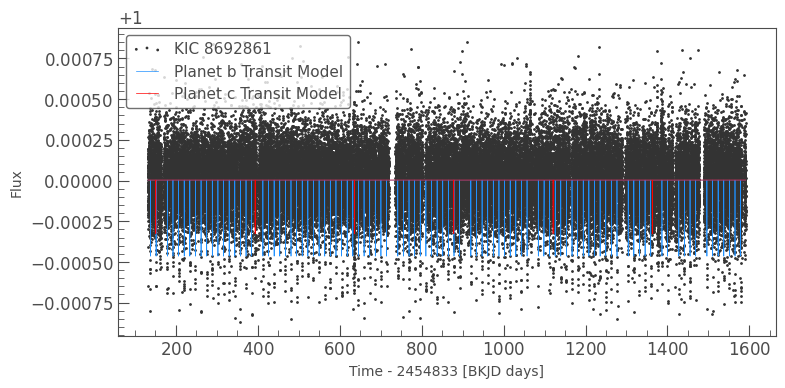 +1
KIC 8692861
Planet b Transit Model
Planet c Transit Model
0.00075
0.00050
0.00025
0.00000
−0.00025
−0.00050
−0.00075
Flux
200 400 600 800 1000 1200 1400 1600
Time - 2454833 [BKJD days]